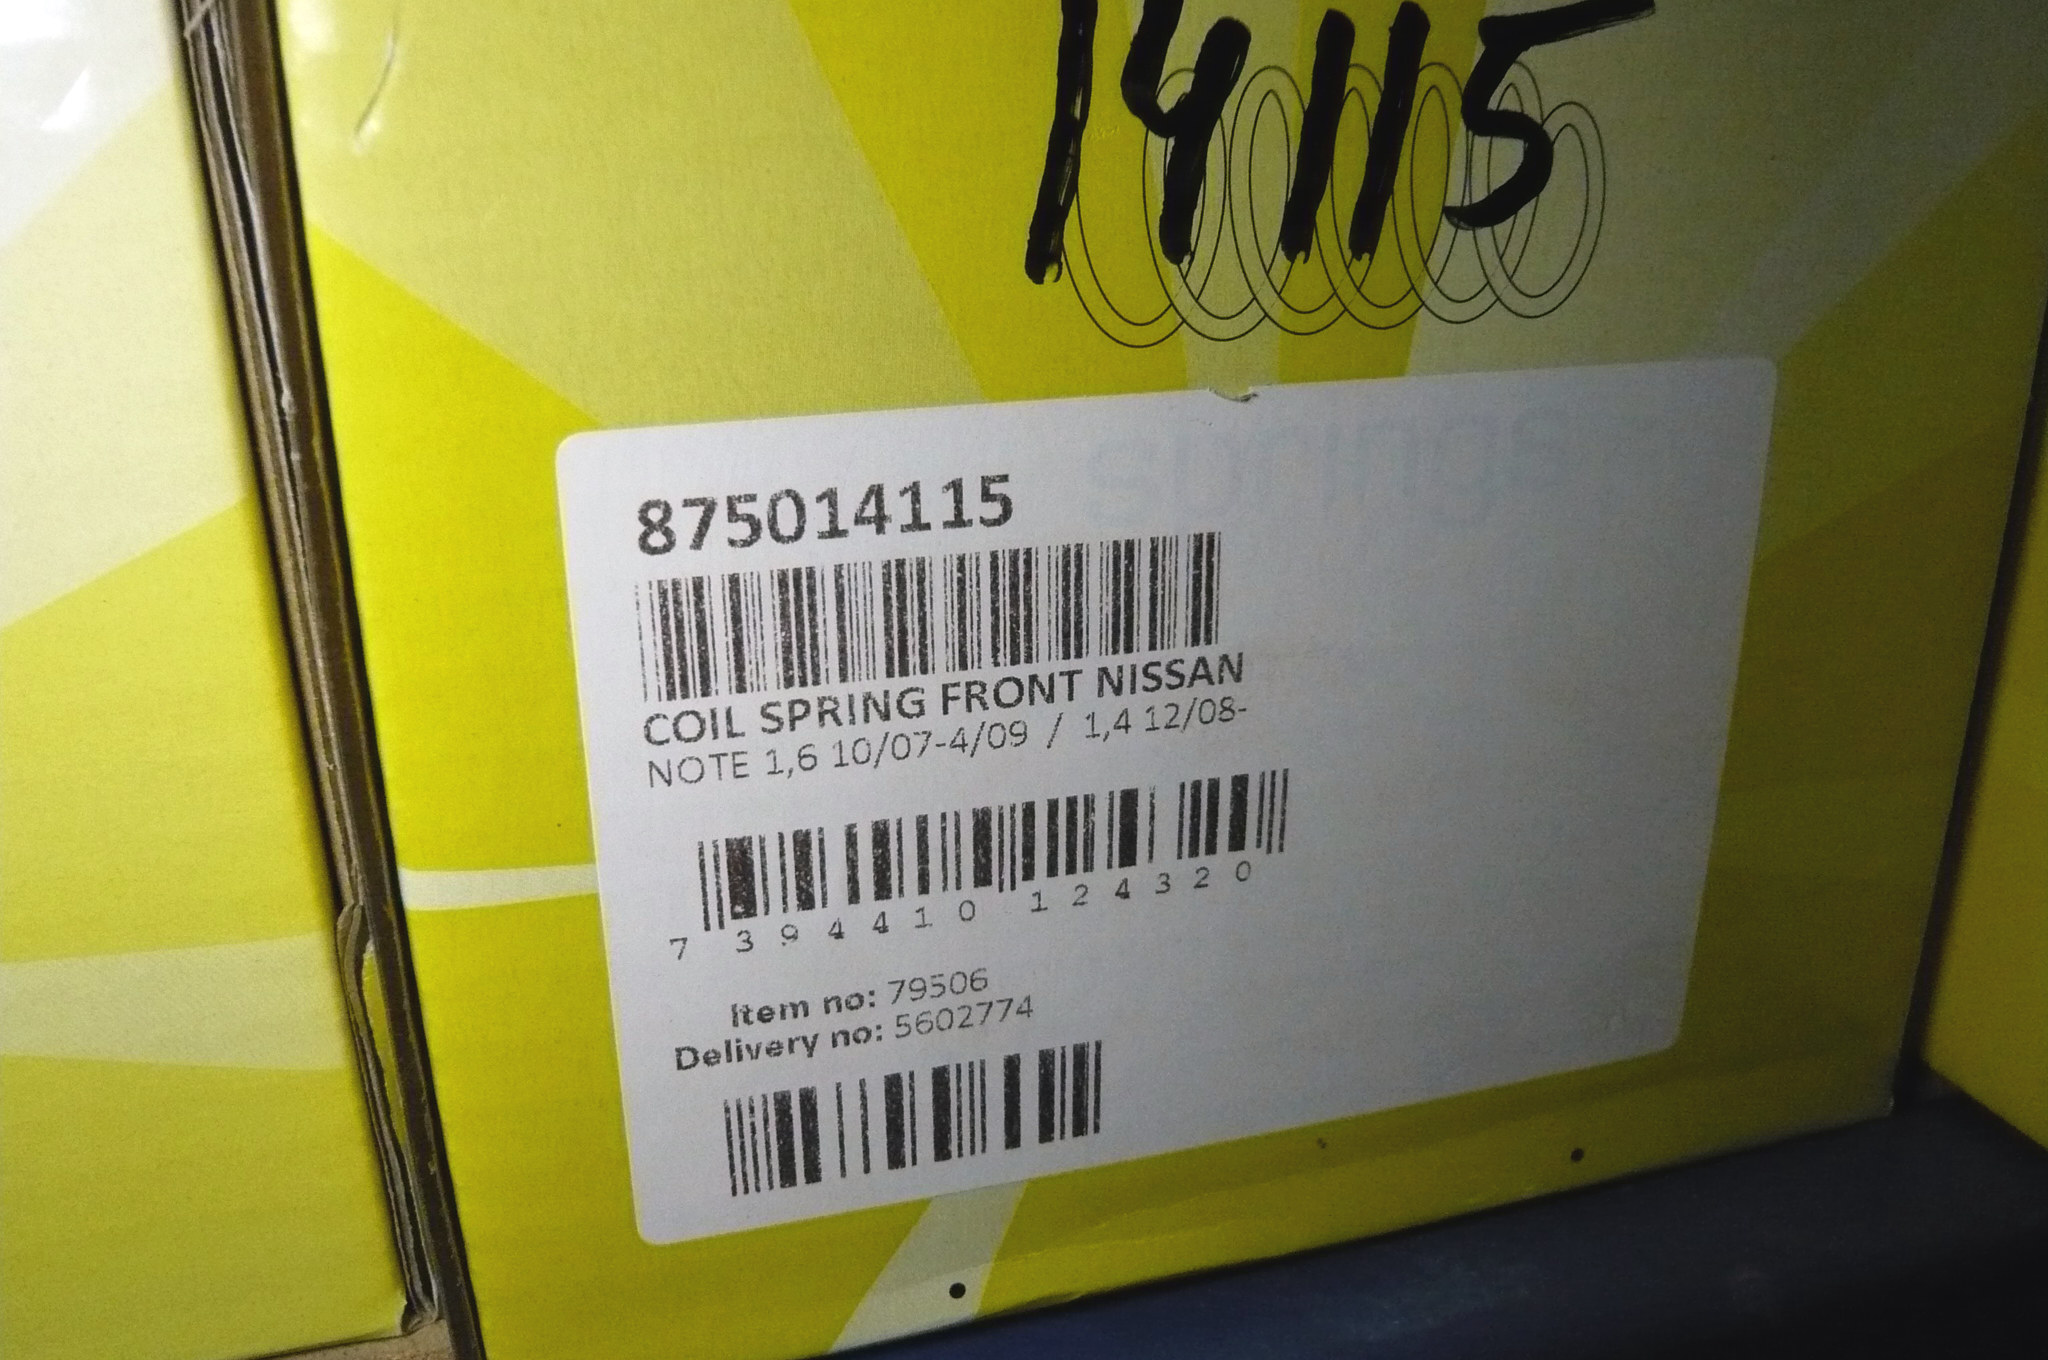 14115
springs
875014115
COIL SPRING FRONT NISSAN
NOTE 1,6 10/07-4/09 / 1,4 12/08-
7 394410 124320
Item no: 79506
Delivery no: 5602774